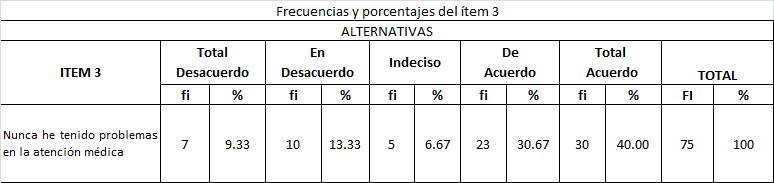 Frecuencias y porcentajes del ítem 3
ALTERNATIVAS
ITEM 3
Total Desacuerdo
En Desacuerdo
Indeciso
De Acuerdo
Total Acuerdo
TOTAL
fi % fi % fi % fi % fi % FI %
Nunca he tenido problemas
en la atención médica
7 9.33 10 13.33 5 6.67 23 30.67 30 40.00 75 100